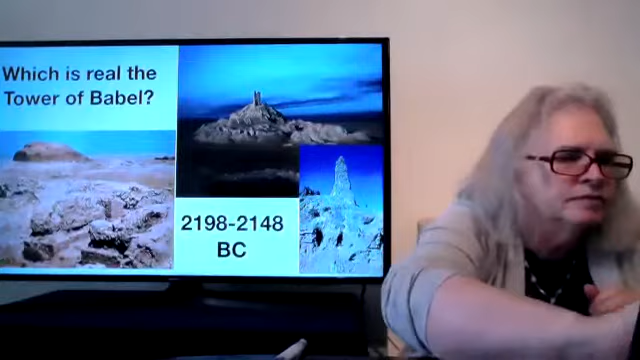 Which is real the
Tower of Babel?
2198-2148
BC